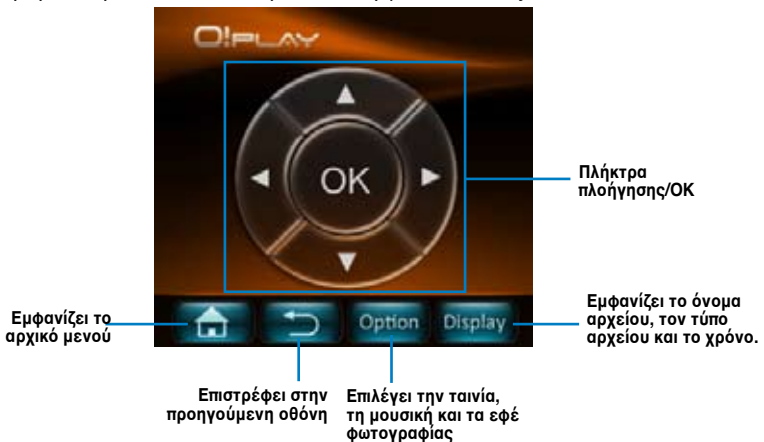 O!PLAY
OK
Πλήκτρα
πλοήγησης/OK
Option
Display
Εμφανίζει το
αρχικό μενού
Εμφανίζει το όνομα
αρχείου, τον τύπο
αρχείου και το χρόνο.
Επιστρέφει στην
προηγούμενη οθόνη
Επιλέγει την ταινία,
τη μουσική και τα εφέ
φωτογραφίας